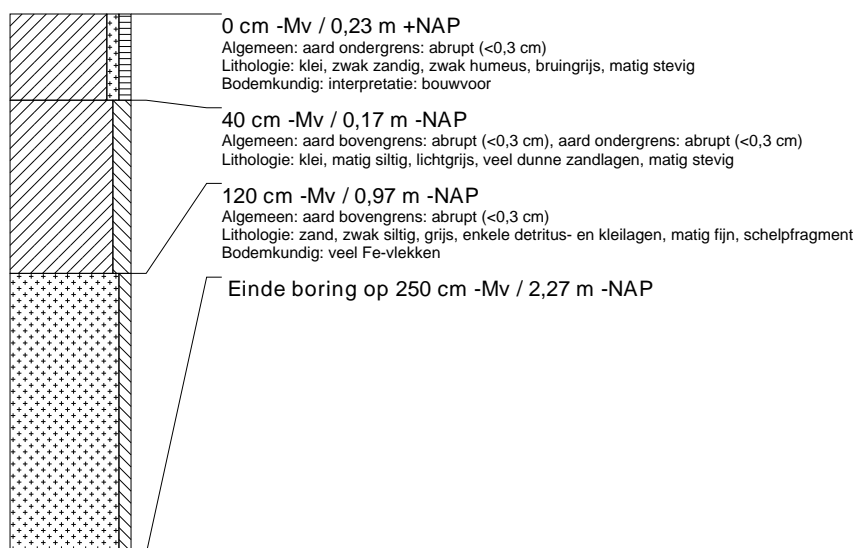 0 cm -Mv / 0,23 m +NAP
Algemeen: aard ondergrens: abrupt (<0,3 cm)
Lithologie: klei, zwak zandig, zwak humeus, bruingrijs, matig stevig
Bodemkundig: interpretatie: bouwvoor
40 cm -Mv / 0,17 m -NAP
Algemeen: aard bovengrens: abrupt (<0,3 cm), aard ondergrens: abrupt (<0,3 cm)
Lithologie: klei, matig siltig, lichtgrijs, veel dunne zandlagen, matig stevig
120 cm -Mv / 0,97 m -NAP
Algemeen: aard bovengrens: abrupt (<0,3 cm)
Lithologie: zand, zwak siltig, grijs, enkele detritus- en kleilagen, matig fijn, schelpfragment
Bodemkundig: veel Fe-vlekken
Einde boring op 250 cm -Mv / 2,27 m -NAP